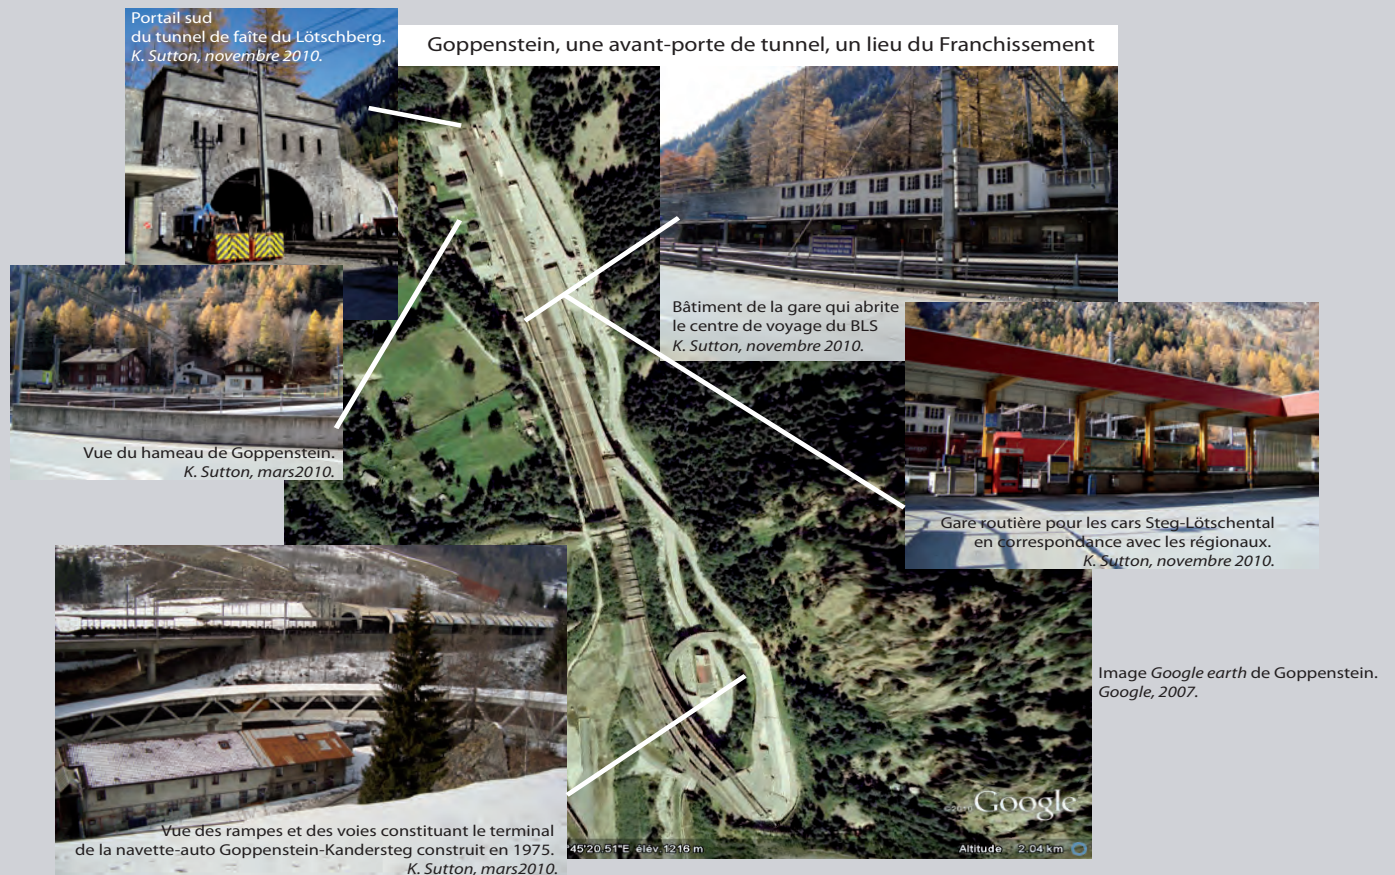 Portail sud
du tunnel de faîte du Lötschberg.
K. Sutton, novembre 2010.
Goppenstein, une avant-porte de tunnel, un lieu du Franchissement
Bâtiment de la gare qui abrite
le centre de voyage du BLS
K. Sutton, novembre 2010.
Vue du hameau de Goppenstein.
K. Sutton, mars2010.
Gare routière pour les cars Steg-Lötschental
en correspondance avec les régionaux.
K. Sutton, novembre 2010.
Image Google earth de Goppenstein.
Google, 2007.
Vue des rampes et des voies constituant le terminal
de la navette-auto Goppenstein-Kandersteg construit en 1975.
K. Sutton, mars2010.
Google
°45'20.51"E élév. 1216 m
Altitude 2.04 km